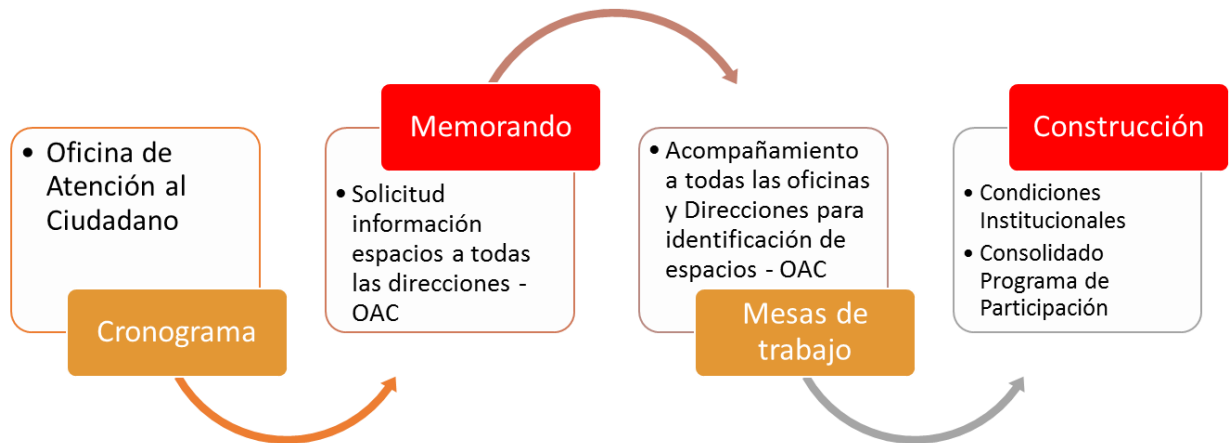 • Oficina de
Atención al
Ciudadano
Cronograma
Memorando
• Solicitud
información
espacios a todas
las direcciones -
OAC
• Acompañamiento
a todas las oficinas
y Direcciones para
identificación de
espacios - OAC
Mesas de
trabajo
Construcción
• Condiciones
Institucionales
• Consolidado
Programa de
Participación